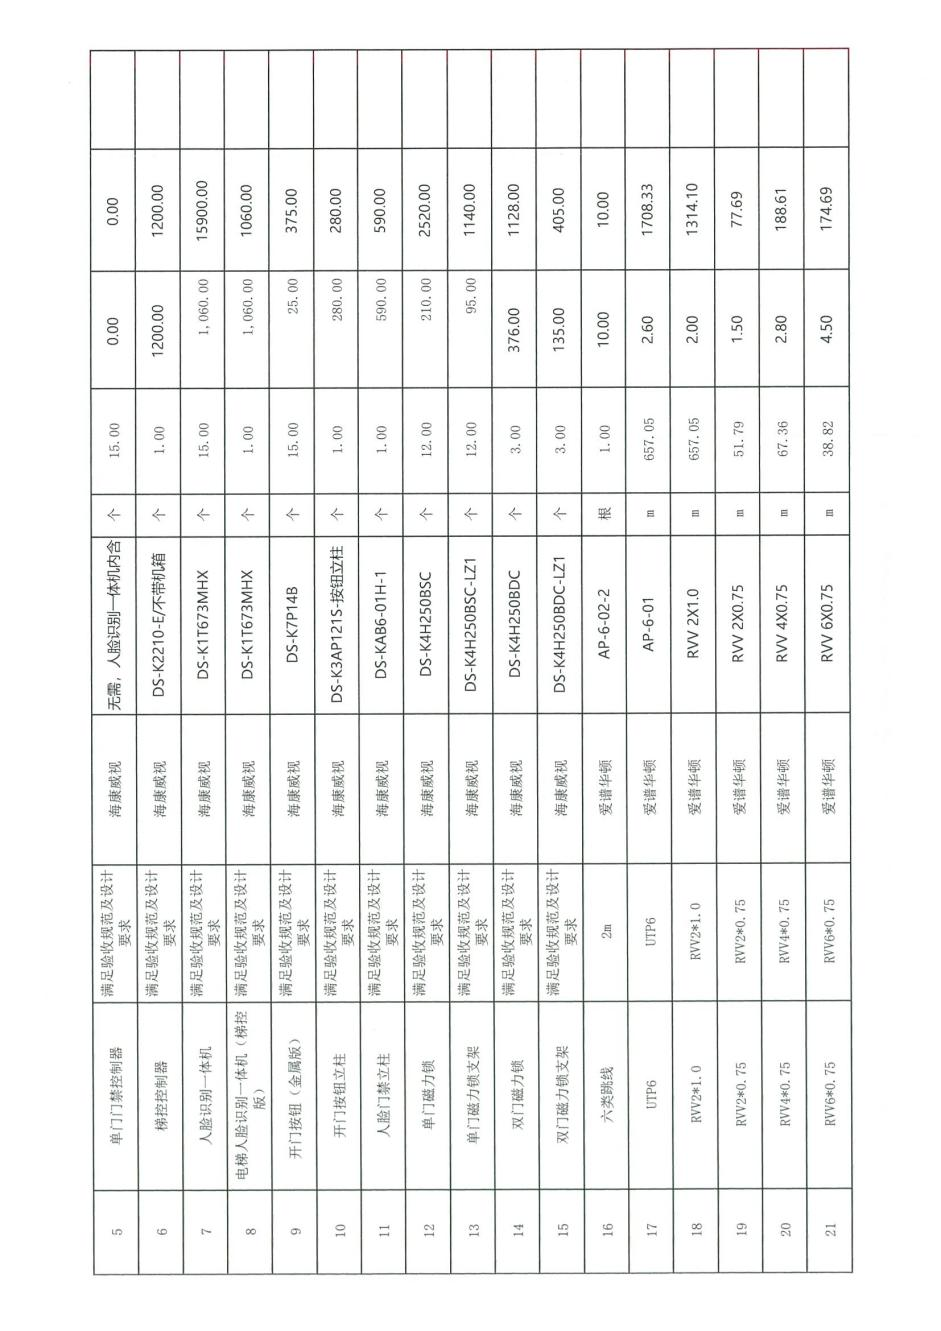 5 单门门禁控制器 满足验收规范及设计要求 海康威视 无需，人脸识别一体机内含 个 15.00 0.00 0.00
6 梯控控制器 满足验收规范及设计要求 海康威视 DS-K2210-E/不带机箱 个 1.00 1200.00 1200.00
7 人脸识别一体机 满足验收规范及设计要求 海康威视 DS-K1T673MHX 个 15.00 1,060.00 15900.00
8 电梯人脸识别一体机（梯控版） 满足验收规范及设计要求 海康威视 DS-K1T673MHX 个 1.00 1,060.00 1060.00
9 开门按钮（金属版） 满足验收规范及设计要求 海康威视 DS-K7P14B 个 15.00 25.00 375.00
10 开门按钮立柱 满足验收规范及设计要求 海康威视 DS-K3AP121S-按钮立柱 个 1.00 280.00 280.00
11 人脸门禁立柱 满足验收规范及设计要求 海康威视 DS-KAB6-01H-1 个 1.00 590.00 590.00
12 单门磁力锁 满足验收规范及设计要求 海康威视 DS-K4H250BSC 个 12.00 210.00 2520.00
13 单门磁力锁支架 满足验收规范及设计要求 海康威视 DS-K4H250BSC-LZ1 个 12.00 95.00 1140.00
14 双门磁力锁 满足验收规范及设计要求 海康威视 DS-K4H250BDC 个 3.00 376.00 1128.00
15 双门磁力锁支架 满足验收规范及设计要求 海康威视 DS-K4H250BDC-LZ1 个 3.00 135.00 405.00
16 六类跳线 2m 爱谱华顿 AP-6-02-2 根 1.00 10.00 10.00
17 UTP6 UTP6 爱谱华顿 AP-6-01 m 657.05 2.60 1708.33
18 RVV2*1.0 RVV2*1.0 爱谱华顿 RVV 2X1.0 m 657.05 2.00 1314.10
19 RVV2*0.75 RVV2*0.75 爱谱华顿 RVV 2X0.75 m 51.79 1.50 77.69
20 RVV4*0.75 RVV4*0.75 爱谱华顿 RVV 4X0.75 m 67.36 2.80 188.61
21 RVV6*0.75 RVV6*0.75 爱谱华顿 RVV 6X0.75 m 38.82 4.50 174.69